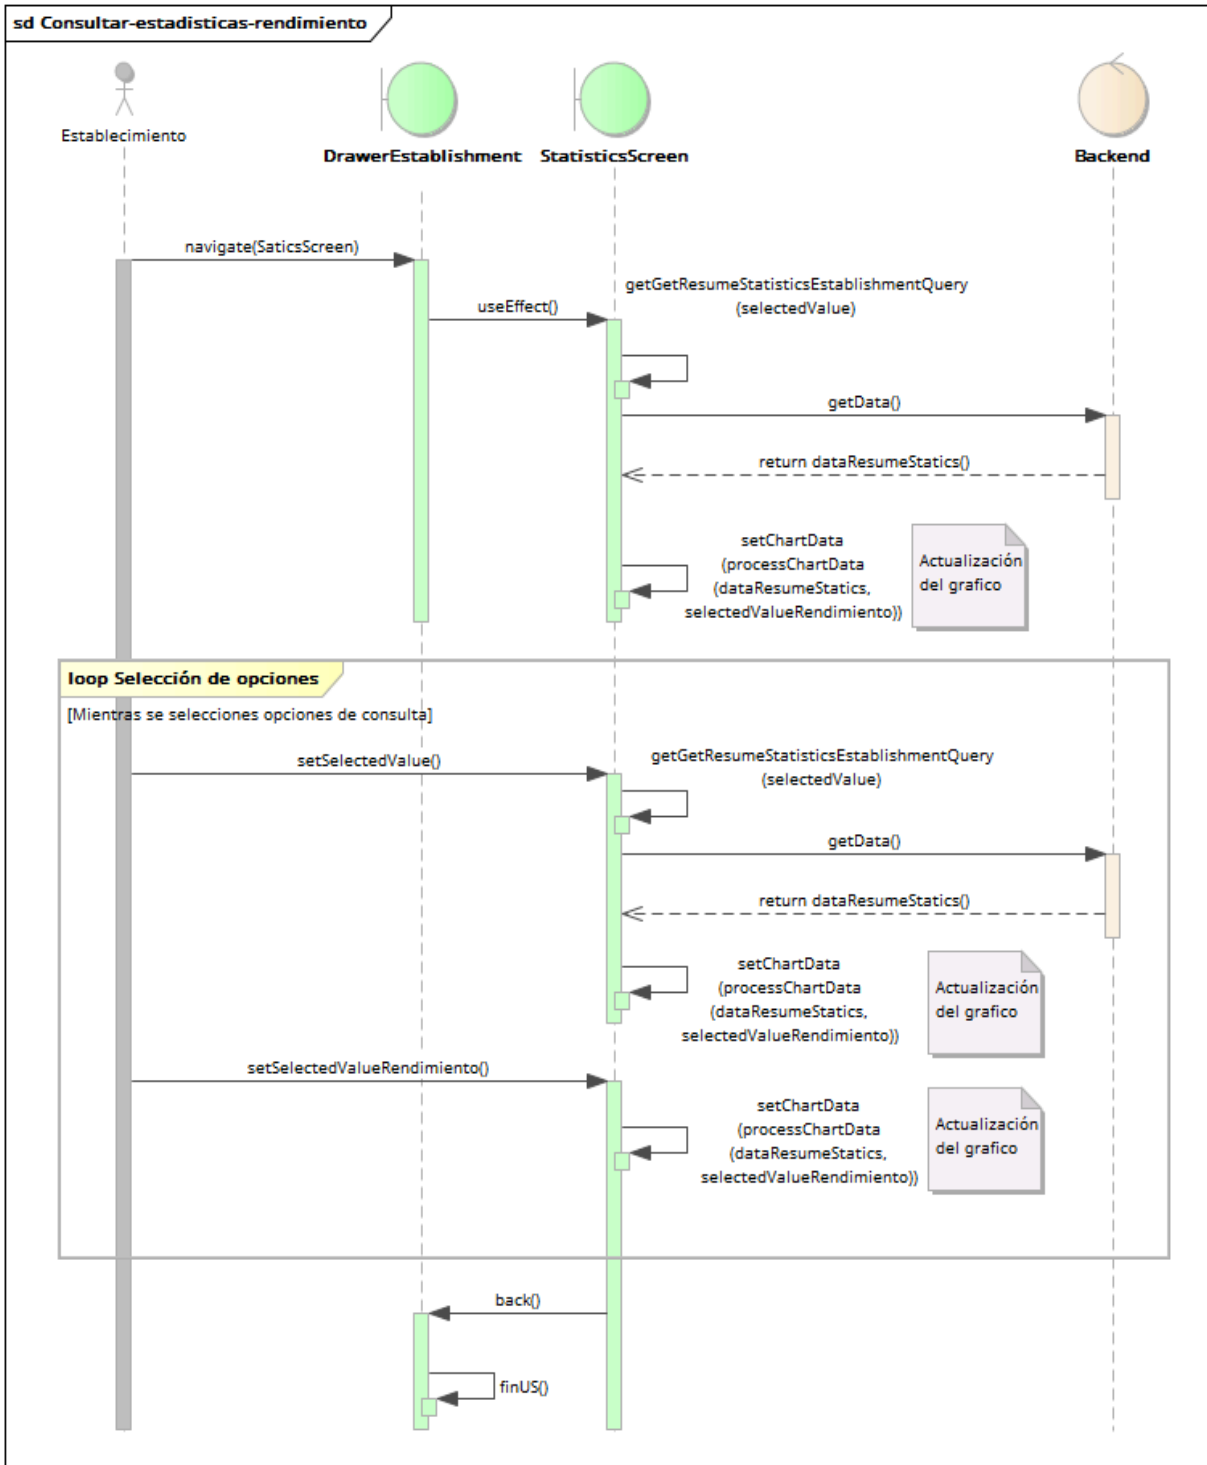 sd Consultar-estadisticas-rendimiento
Establecimiento
DrawerEstablishment
StatisticsScreen
Backend
navigate(SaticsScreen)
useEffect()
getGetResumeStatisticsEstablishmentQuery
(selectedValue)
getData()
return dataResumeStatics()
setChartData
(processChartData
(dataResumeStatics,
selectedValueRendimiento))
Actualización
del grafico
loop Selección de opciones
[Mientras se selecciones opciones de consulta]
setSelectedValue()
getGetResumeStatisticsEstablishmentQuery
(selectedValue)
getData()
return dataResumeStatics()
setChartData
(processChartData
(dataResumeStatics,
selectedValueRendimiento))
Actualización
del grafico
setSelectedValueRendimiento()
setChartData
(processChartData
(dataResumeStatics,
selectedValueRendimiento))
Actualización
del grafico
back()
finUS()